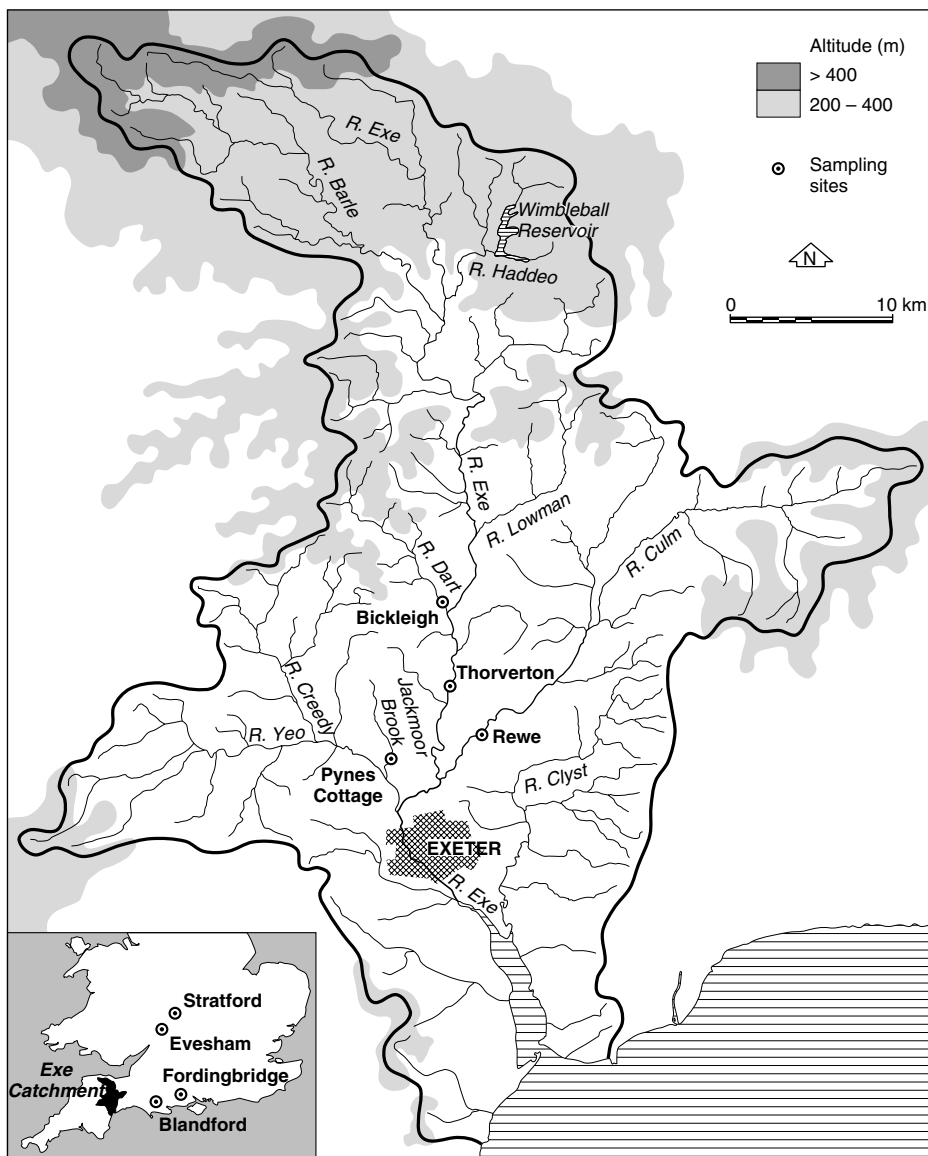 Altitude (m)
> 400
200 – 400
Sampling
sites
N
0 10 km
R. Exe
R. Barle
Wimbleball
Reservoir
R. Haddeo
R. Exe
R. Lowman
R. Culm
R. Dart
Bickleigh
Thorverton
R. Creedy
Jackmoor
Brook
R. Yeo
Rewe
Pynes
Cottage
R. Clyst
EXETER
R. Exe
Stratford
Evesham
Exe
Catchment
Fordingbridge
Blandford